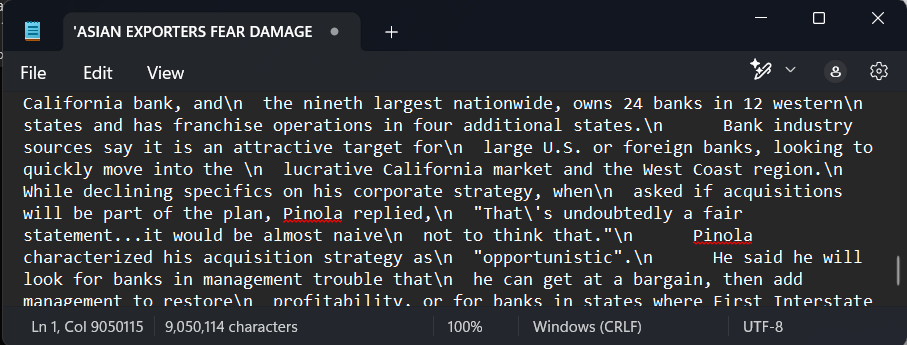 'ASIAN EXPORTERS FEAR DAMAGE
File Edit View
California bank, and\n  the nineth largest nationwide, owns 24 banks in 12 western\n
states and has franchise operations in four additional states.\n      Bank industry
sources say it is an attractive target for\n  large U.S. or foreign banks, looking to
quickly move into the \n  lucrative California market and the West Coast region.\n
While declining specifics on his corporate strategy, when\n  asked if acquisitions
will be part of the plan, Pinola replied,\n  "That\'s undoubtedly a fair
statement...it would be almost naive\n  not to think that."\n      Pinola
characterized his acquisition strategy as\n  "opportunistic".\n      He said he will
look for banks in management trouble that\n  he can get at a bargain, then add
management to restore\n  profitability, or for banks in states where First Interstate
Ln 1, Col 9050115 9,050,114 characters 100% Windows (CRLF) UTF-8